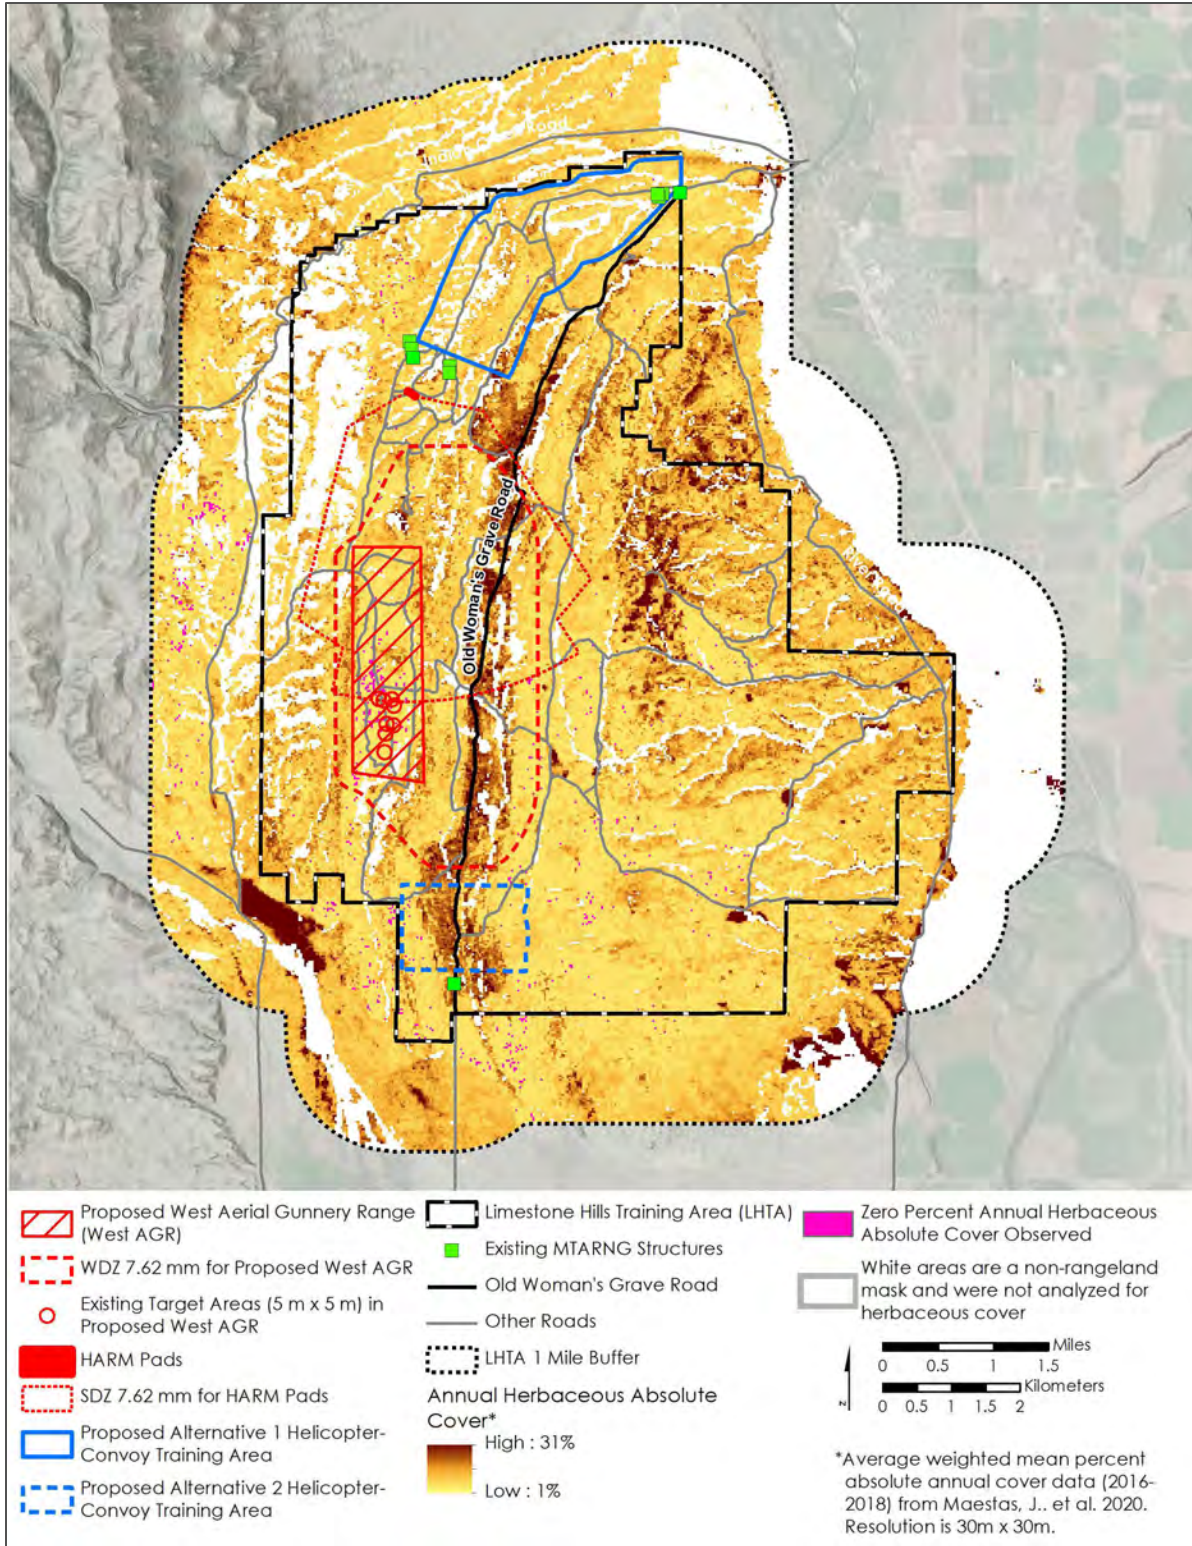 Road
Old Woman's Grave Road
Proposed West Aerial Gunnery Range
(West AGR)
WDZ 7.62 mm for Proposed West AGR
Existing Target Areas (5 m x 5 m) in
Proposed West AGR
HARM Pads
SDZ 7.62 mm for HARM Pads
Proposed Alternative 1 Helicopter-
Convoy Training Area
Proposed Alternative 2 Helicopter-
Convoy Training Area
Limestone Hills Training Area (LHTA)
Existing MTARNG Structures
Old Woman's Grave Road
Other Roads
LHTA 1 Mile Buffer
Annual Herbaceous Absolute
Cover*
High : 31%
Low : 1%
Zero Percent Annual Herbaceous
Absolute Cover Observed
White areas are a non-rangeland
mask and were not analyzed for
herbaceous cover
Miles
0 0.5 1 1.5
Kilometers
0 0.5 1 1.5 2
N
*Average weighted mean percent
absolute annual cover data (2016-
2018) from Maestas, J.. et al. 2020.
Resolution is 30m x 30m.